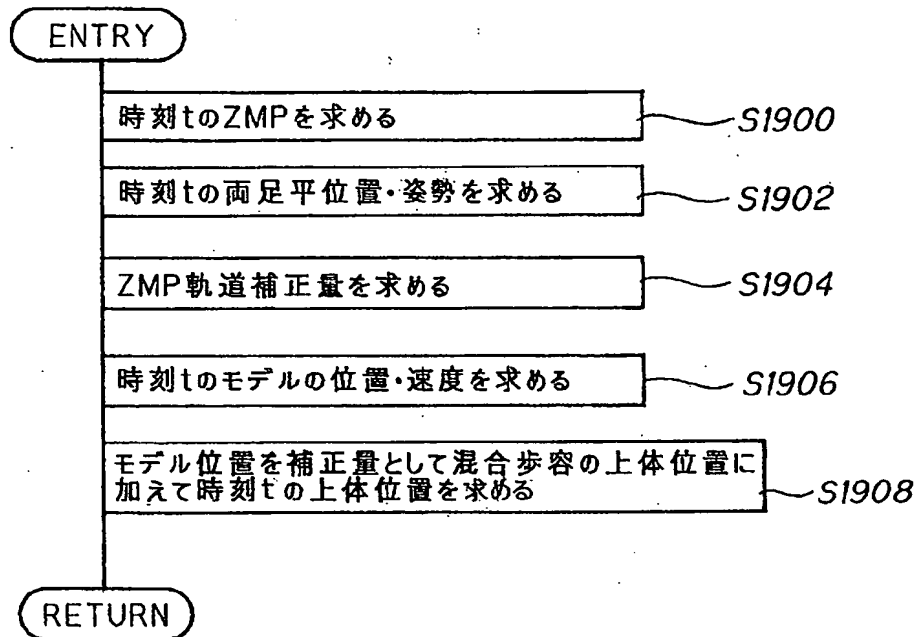 ENTRY
時刻tのZMPを求める
S1900
時刻tの両足平位置・姿勢を求める
S1902
ZMP軌道補正量を求める
S1904
時刻tのモデルの位置・速度を求める
S1906
モデル位置を補正量として混合歩容の上体位置に
加えて時刻tの上体位置を求める
S1908
RETURN